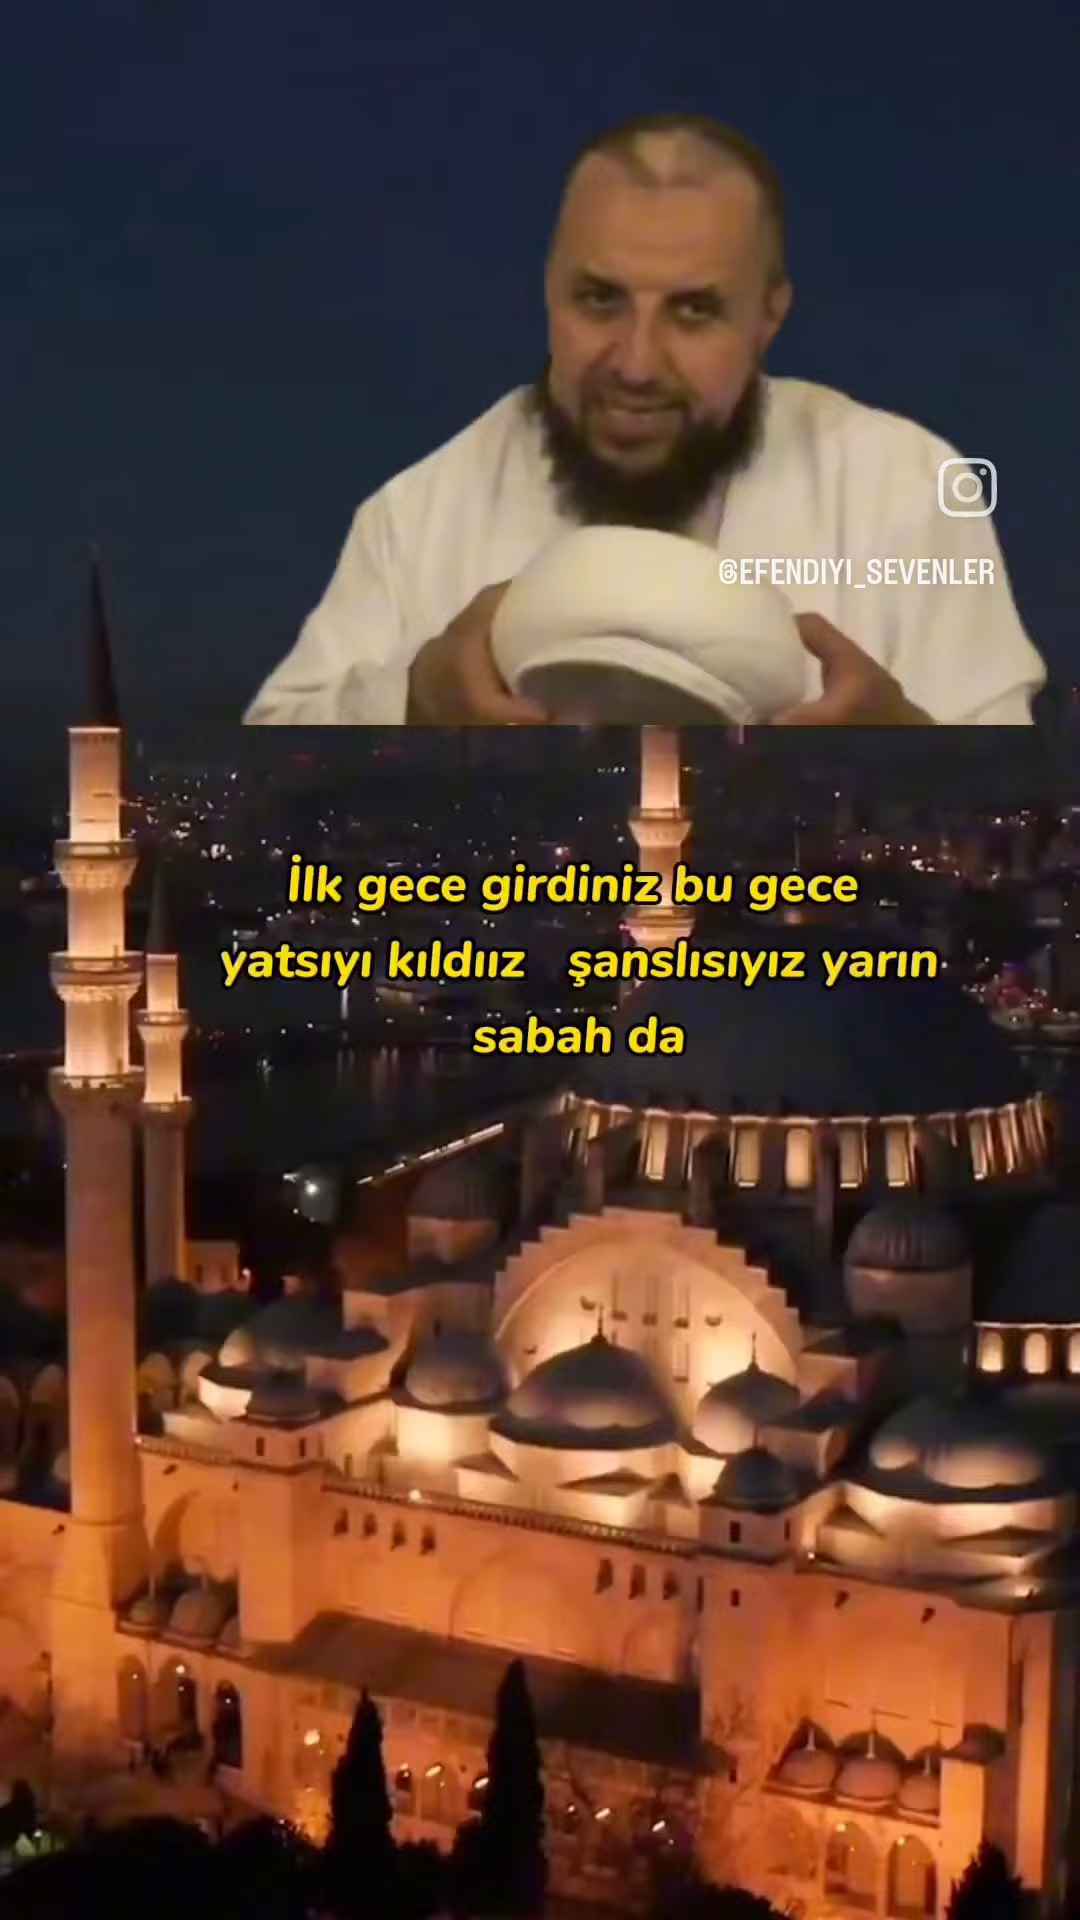 @EFENDIYI_SEVENLER
İlk gece girdiniz bu gece
yatsıyı kıldıız şanslısıyız yarın
sabah da